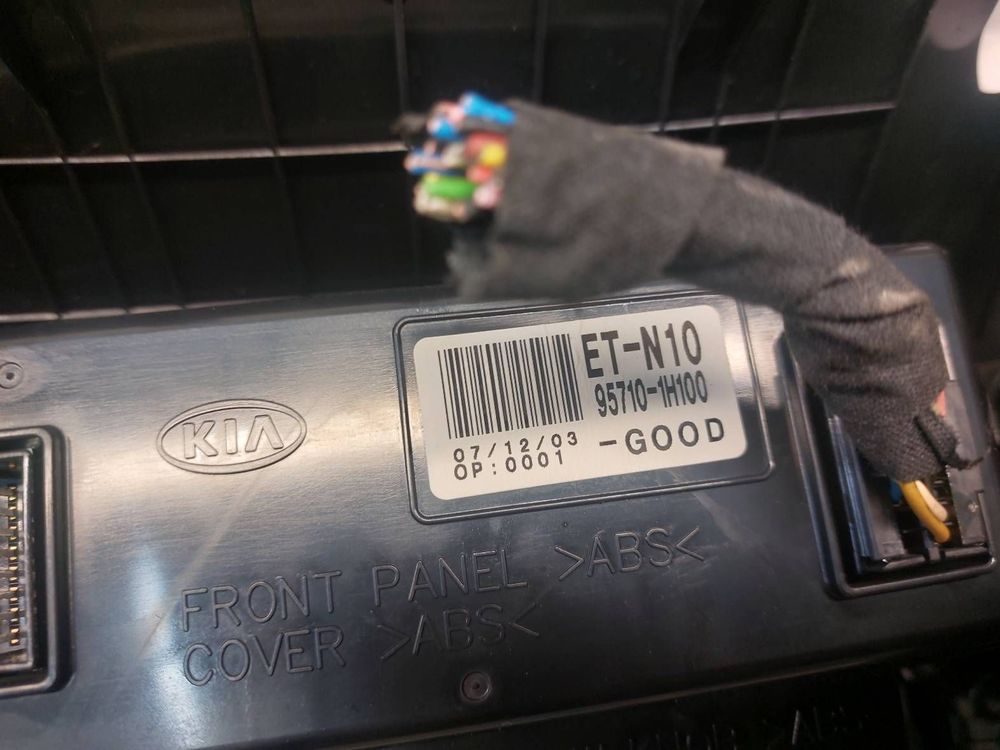 KIA
ET-N10
95710-1H100
07/12/03
-GOOD
OP:0001
FRONT PANEL >ABS<
COVER >ABS<